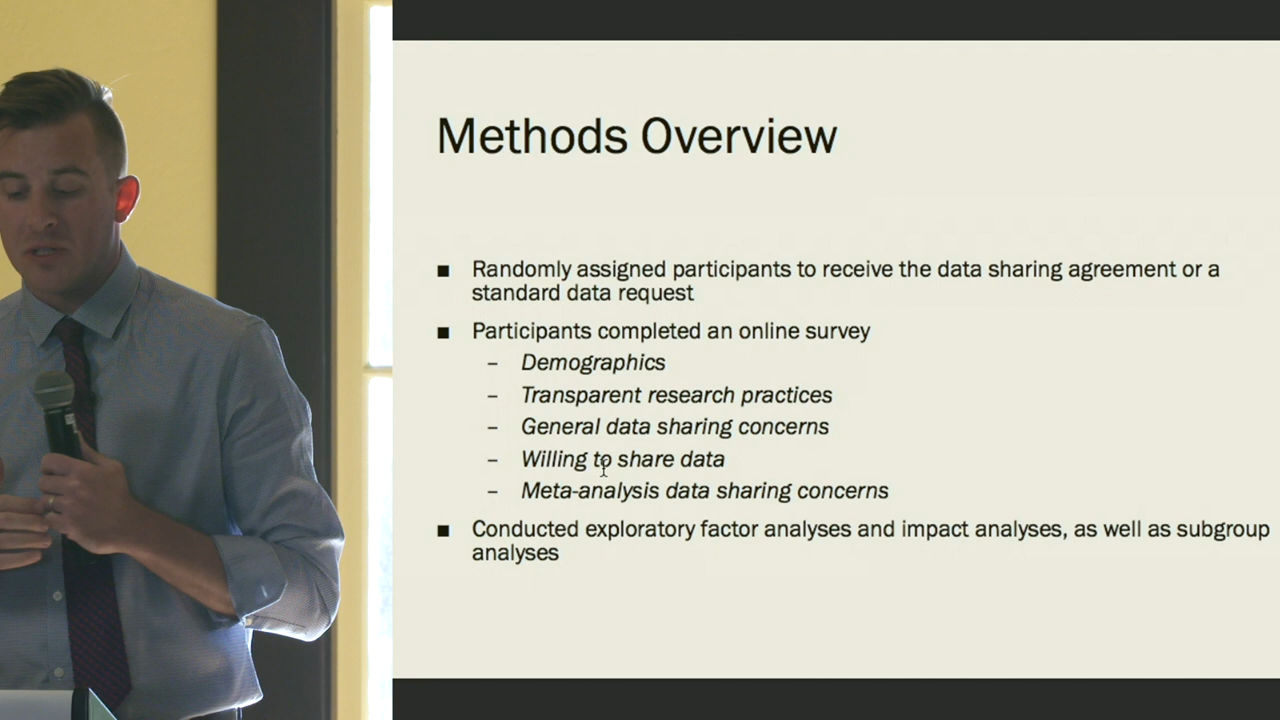 Methods Overview
■ Randomly assigned participants to receive the data sharing agreement or a
standard data request
■ Participants completed an online survey
– Demographics
– Transparent research practices
– General data sharing concerns
– Willing to share data
– Meta-analysis data sharing concerns
■ Conducted exploratory factor analyses and impact analyses, as well as subgroup
analyses